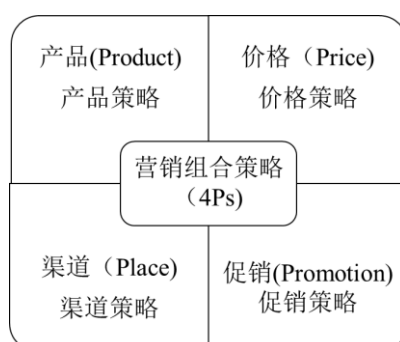 产品(Product)
产品策略
价格（Price)
价格策略
营销组合策略
（4Ps)
渠道（Place)
渠道策略
促销(Promotion)
促销策略